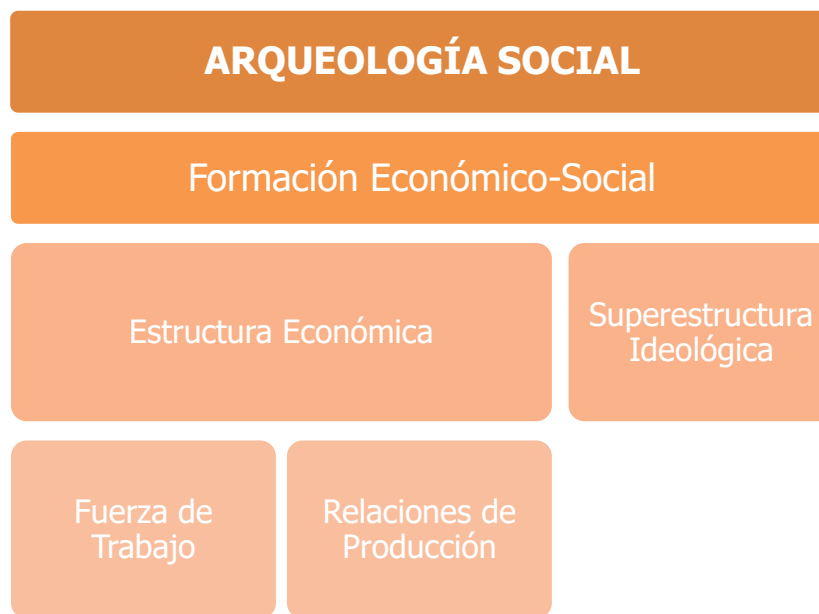 ARQUEOLOGÍA SOCIAL
Formación Económico-Social
Estructura Económica
Superestructura
Ideológica
Fuerza de
Trabajo
Relaciones de
Producción